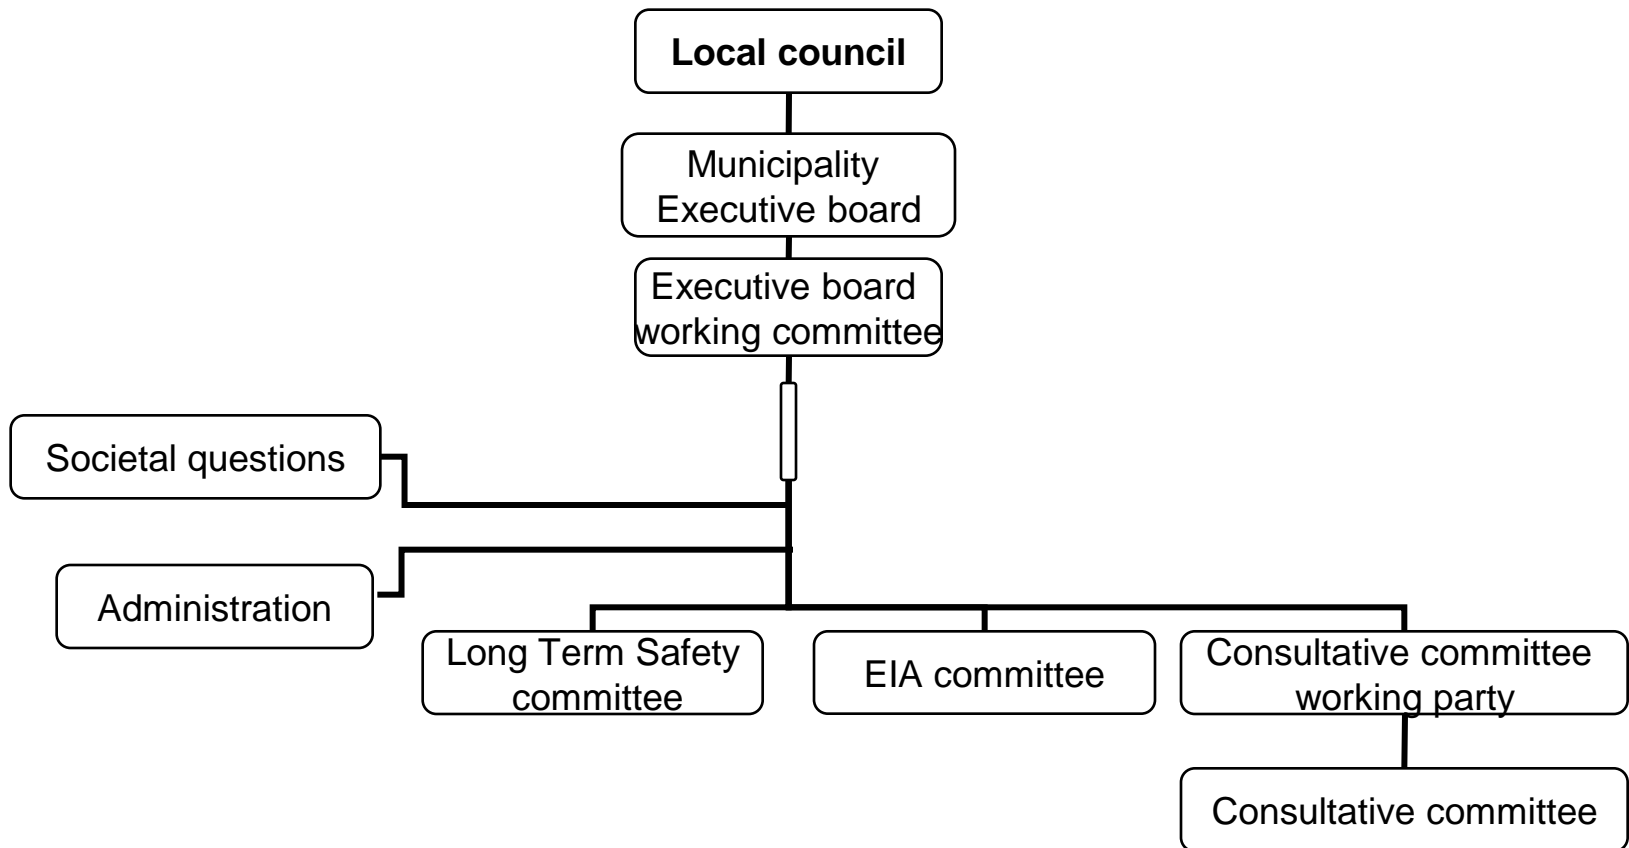 Local council
Municipality
Executive board
Executive board
working committee
Societal questions
Administration
Long Term Safety
committee
EIA committee
Consultative committee
working party
Consultative committee